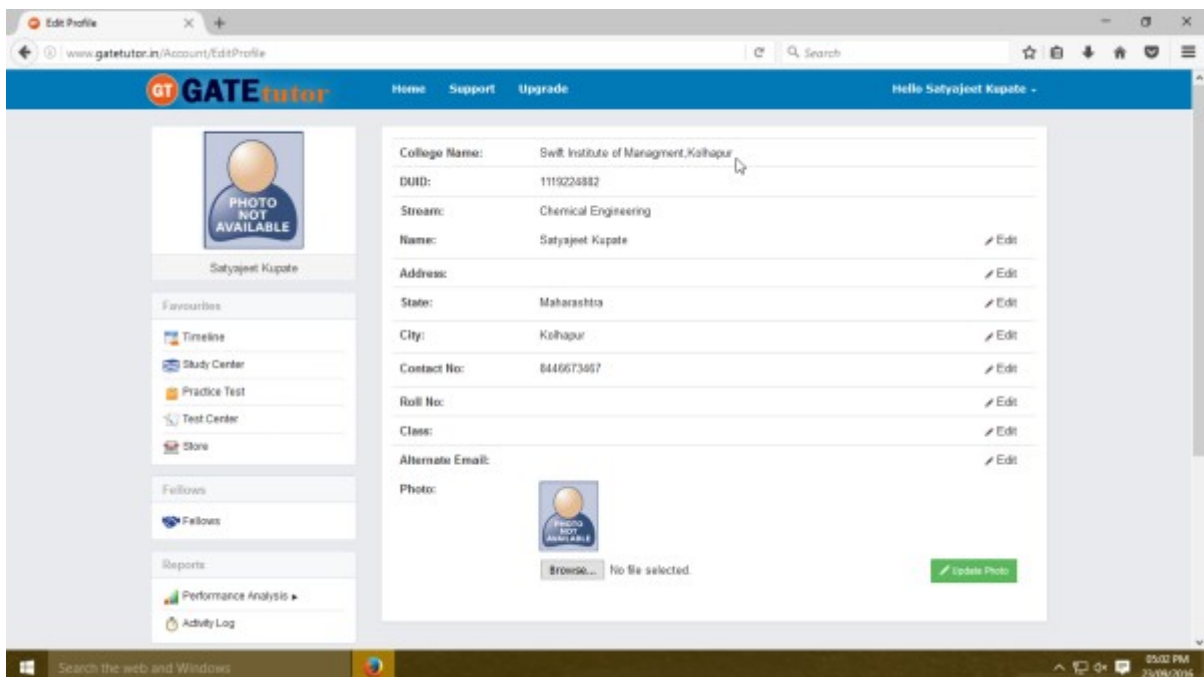 Edit Profile
www.gatetutor.in/Account/EditProfile
Search
GT GATEtutor
Home Support Upgrade
Hello Satyajeet Kupate
PHOTO
NOT
AVAILABLE
Satyajeet Kupate
Favourites
Timeline
Study Center
Practice Test
Test Center
Store
Fellows
Fellows
Reports
Performance Analysis
Activity Log
College Name: Swift Institute of Managment,Kolhapur
DUID: 1119224882
Stream: Chemical Engineering
Name: Satyajeet Kupate Edit
Address: Edit
State: Maharashtra Edit
City: Kolhapur Edit
Contact No: 8446673467 Edit
Roll No: Edit
Class: Edit
Alternate Email: Edit
Photo:
PHOTO
NOT
AVAILABLE
Browse... No file selected.
Update Photo
Search the web and Windows
05:02 PM
23/09/2016